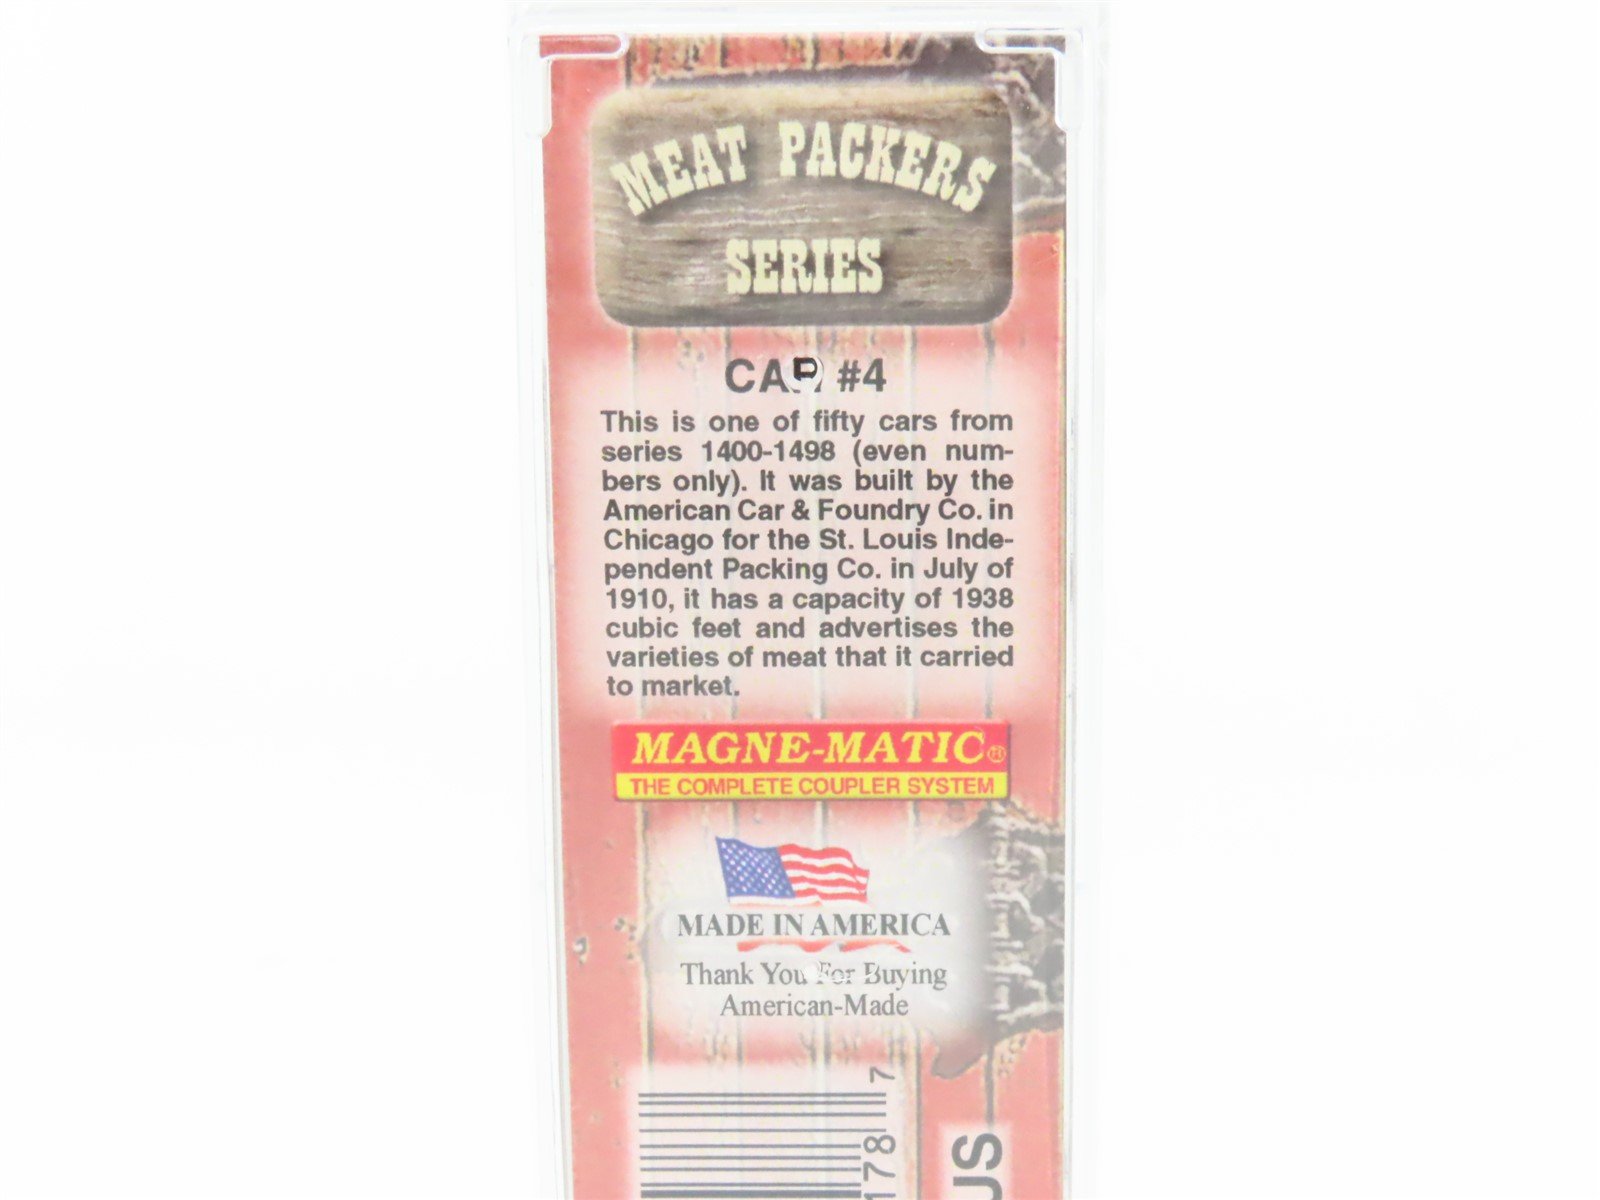 MEAT PACKERS
SERIES
CAR #4
This is one of fifty cars from
series 1400-1498 (even num-
bers only). It was built by the
American Car & Foundry Co. in
Chicago for the St. Louis Inde-
pendent Packing Co. in July of
1910, it has a capacity of 1938
cubic feet and advertises the
varieties of meat that it carried
to market.
MAGNE-MATIC®
THE COMPLETE COUPLER SYSTEM
MADE IN AMERICA
Thank You For Buying
American-Made
178 7
US